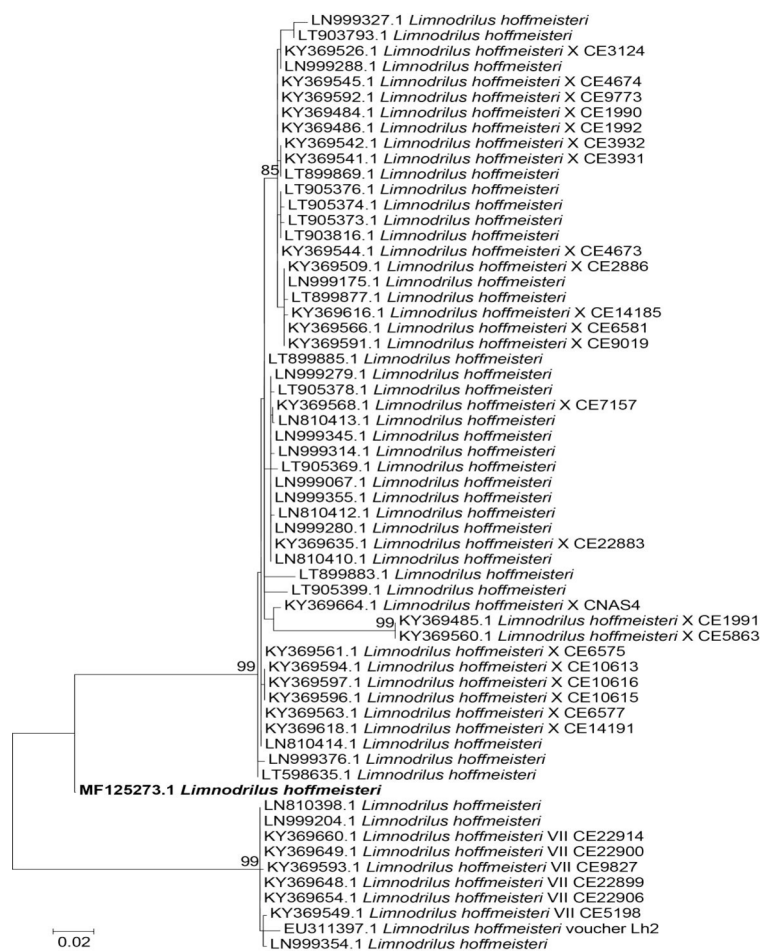 LN999327.1 Limnodrilus hoffmeisteri
LT903793.1 Limnodrilus hoffmeisteri
KY369526.1 Limnodrilus hoffmeisteri X CE3124
LN999288.1 Limnodrilus hoffmeisteri
KY369545.1 Limnodrilus hoffmeisteri X CE4674
KY369592.1 Limnodrilus hoffmeisteri X CE9773
KY369484.1 Limnodrilus hoffmeisteri X CE1990
KY369486.1 Limnodrilus hoffmeisteri X CE1992
KY369542.1 Limnodrilus hoffmeisteri X CE3932
KY369541.1 Limnodrilus hoffmeisteri X CE3931
85
LT899869.1 Limnodrilus hoffmeisteri
LT905376.1 Limnodrilus hoffmeisteri
LT905374.1 Limnodrilus hoffmeisteri
LT905373.1 Limnodrilus hoffmeisteri
LT903816.1 Limnodrilus hoffmeisteri
KY369544.1 Limnodrilus hoffmeisteri X CE4673
KY369509.1 Limnodrilus hoffmeisteri X CE2886
LN999175.1 Limnodrilus hoffmeisteri
LT899877.1 Limnodrilus hoffmeisteri
KY369616.1 Limnodrilus hoffmeisteri X CE14185
KY369566.1 Limnodrilus hoffmeisteri X CE6581
KY369591.1 Limnodrilus hoffmeisteri X CE9019
LT899885.1 Limnodrilus hoffmeisteri
LN999279.1 Limnodrilus hoffmeisteri
LT905378.1 Limnodrilus hoffmeisteri
KY369568.1 Limnodrilus hoffmeisteri X CE7157
LN810413.1 Limnodrilus hoffmeisteri
LN999345.1 Limnodrilus hoffmeisteri
LN999314.1 Limnodrilus hoffmeisteri
LT905369.1 Limnodrilus hoffmeisteri
LN999067.1 Limnodrilus hoffmeisteri
LN999355.1 Limnodrilus hoffmeisteri
LN810412.1 Limnodrilus hoffmeisteri
LN999280.1 Limnodrilus hoffmeisteri
KY369635.1 Limnodrilus hoffmeisteri X CE22883
LN810410.1 Limnodrilus hoffmeisteri
LT899883.1 Limnodrilus hoffmeisteri
LT905399.1 Limnodrilus hoffmeisteri
KY369664.1 Limnodrilus hoffmeisteri X CNAS4
99 KY369485.1 Limnodrilus hoffmeisteri X CE1991
KY369560.1 Limnodrilus hoffmeisteri X CE5863
KY369561.1 Limnodrilus hoffmeisteri X CE6575
99 KY369594.1 Limnodrilus hoffmeisteri X CE10613
KY369597.1 Limnodrilus hoffmeisteri X CE10616
KY369596.1 Limnodrilus hoffmeisteri X CE10615
KY369563.1 Limnodrilus hoffmeisteri X CE6577
KY369618.1 Limnodrilus hoffmeisteri X CE14191
LN810414.1 Limnodrilus hoffmeisteri
LN999376.1 Limnodrilus hoffmeisteri
LT598635.1 Limnodrilus hoffmeisteri
MF125273.1 Limnodrilus hoffmeisteri
LN810398.1 Limnodrilus hoffmeisteri
LN999204.1 Limnodrilus hoffmeisteri
KY369660.1 Limnodrilus hoffmeisteri VII CE22914
KY369649.1 Limnodrilus hoffmeisteri VII CE22900
99 KY369593.1 Limnodrilus hoffmeisteri VII CE9827
KY369648.1 Limnodrilus hoffmeisteri VII CE22899
KY369654.1 Limnodrilus hoffmeisteri VII CE22906
KY369549.1 Limnodrilus hoffmeisteri VII CE5198
EU311397.1 Limnodrilus hoffmeisteri voucher Lh2
LN999354.1 Limnodrilus hoffmeisteri
0.02